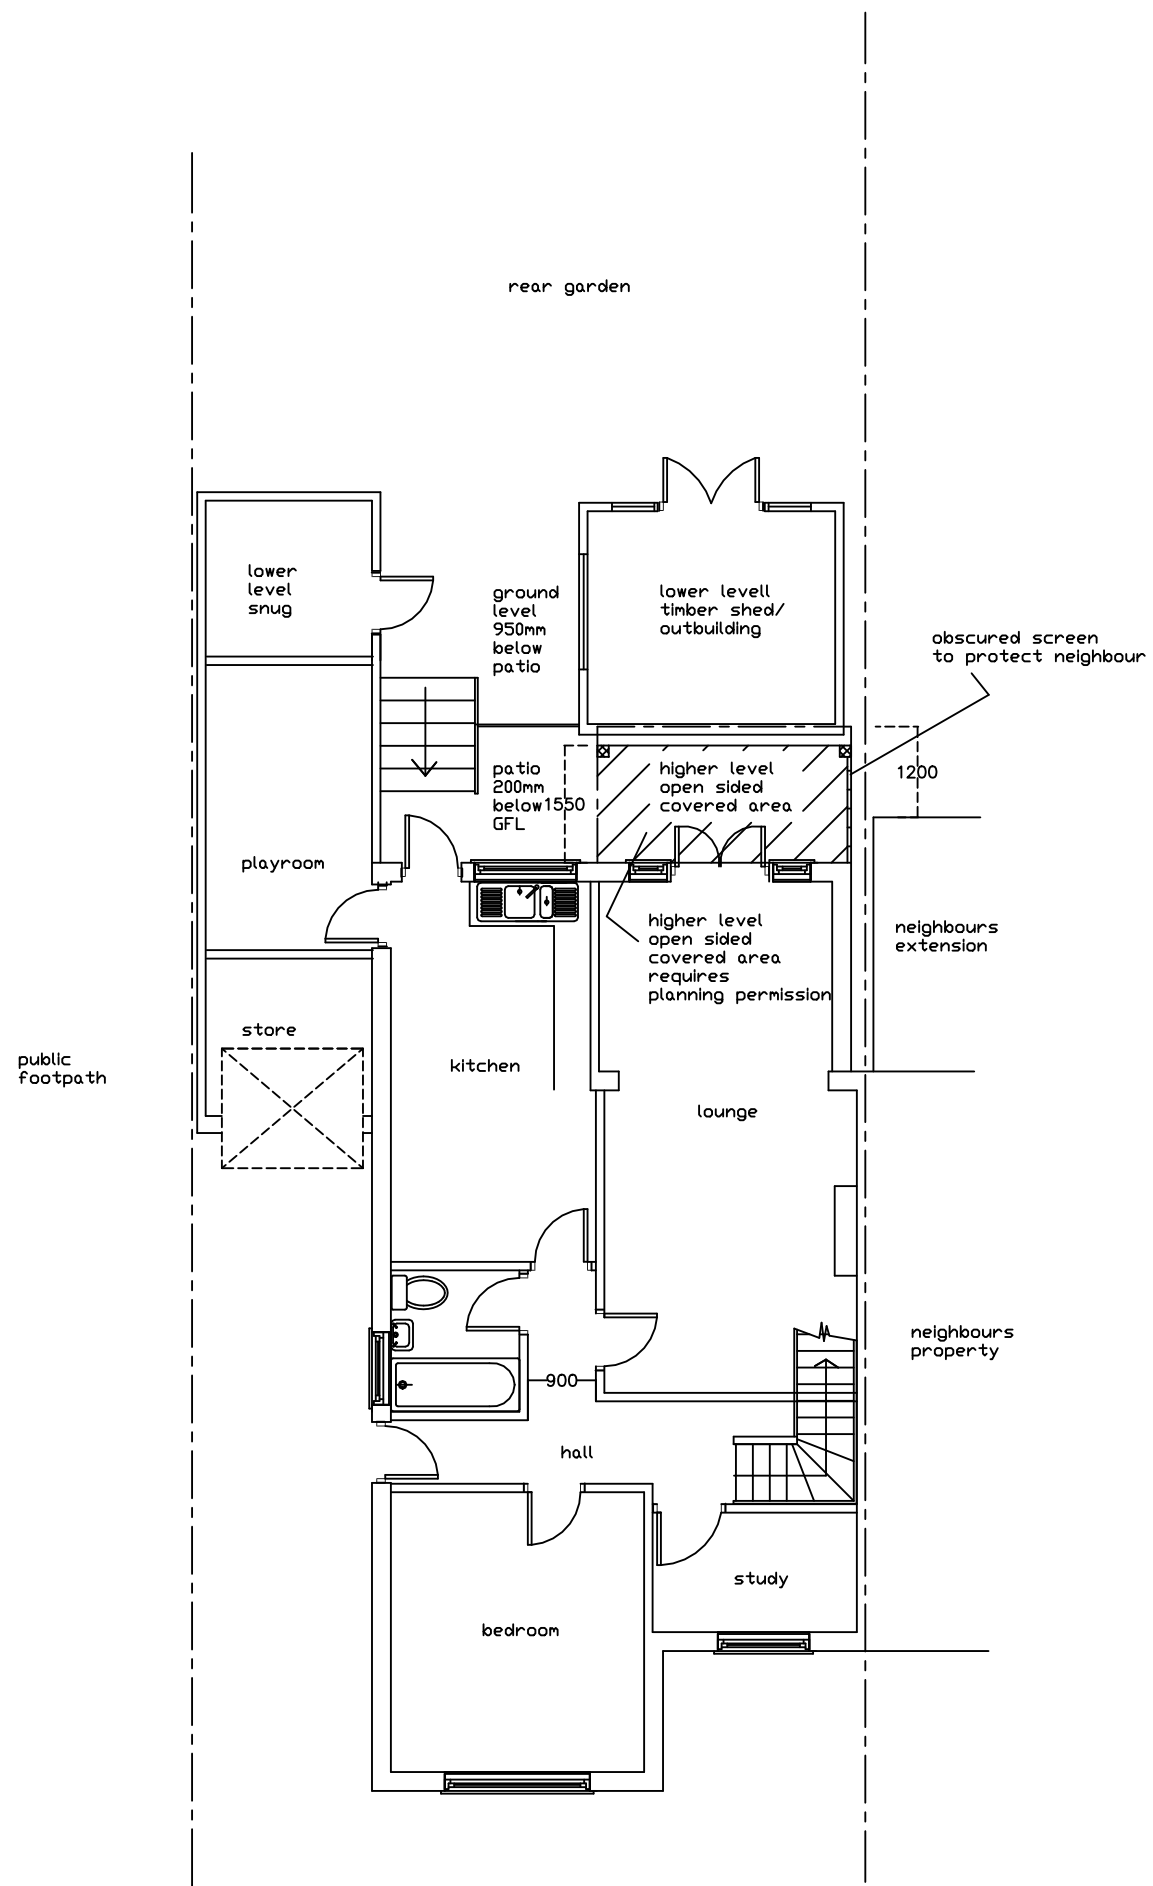 rear garden
lower
level
snug
ground
level
950mm
below
patio
lower levell
timber shed/
outbuilding
obscured screen
to protect neighbour
patio
200mm
below
GFL
1550
higher level
open sided
covered area
1200
playroom
higher level
open sided
covered area
requires
planning permission
neighbours
extension
store
public
footpath
kitchen
lounge
neighbours
property
900
hall
study
bedroom